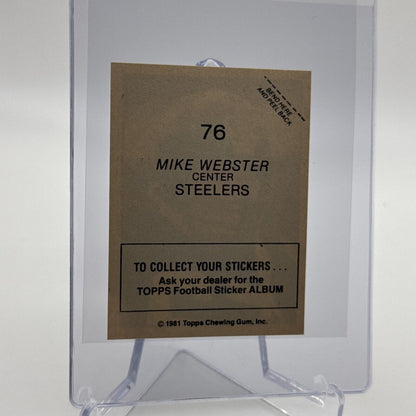 BEND HERE
AND PEEL BACK
76
MIKE WEBSTER
CENTER
STEELERS
TO COLLECT YOUR STICKERS...
Ask your dealer for the
TOPPS Football Sticker ALBUM
© 1981 Topps Chewing Gum, Inc.